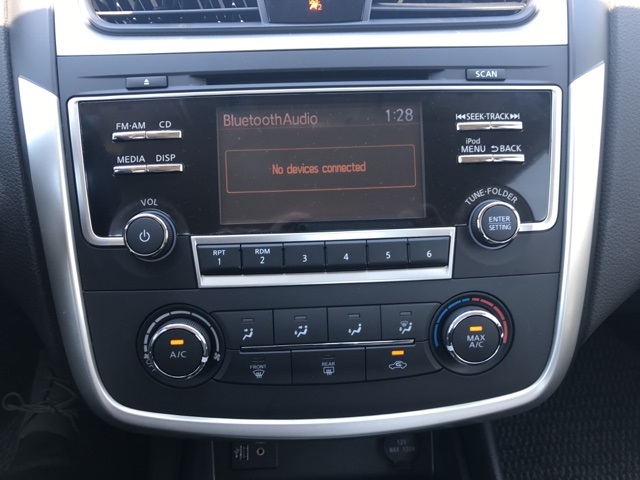 SCAN
FM·AM CD
BluetoothAudio 1:28
SEEK·TRACK
MEDIA DISP
No devices connected
iPod
MENU BACK
VOL
TUNE·FOLDER
ENTER
SETTING
RPT
1
RDM
2
3
4
5
6
A/C
MAX
A/C
FRONT
REAR
12V